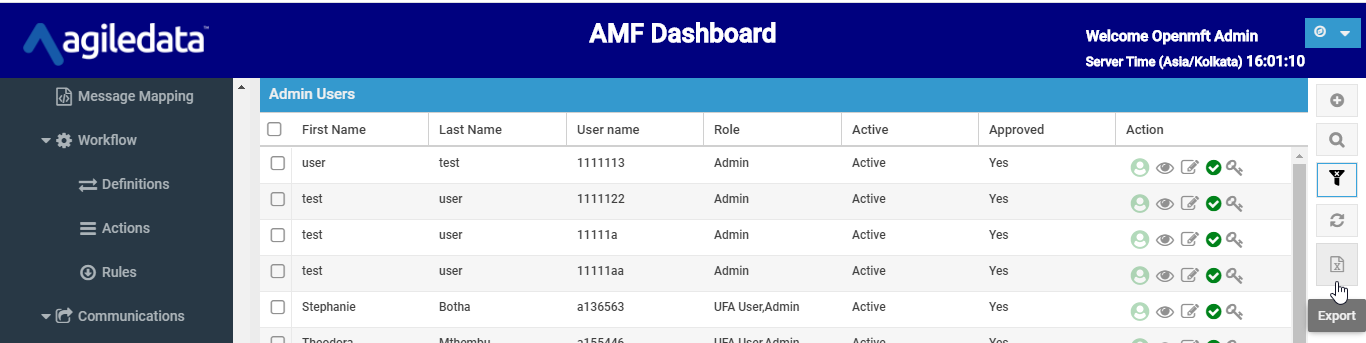 agiledata™
AMF Dashboard
Welcome Openmft Admin
Server Time (Asia/Kolkata) 16:01:10
Message Mapping
Workflow
Definitions
Actions
Rules
Communications
Admin Users
First Name Last Name User name Role Active Approved Action
user test 1111113 Admin Active Yes
test user 1111122 Admin Active Yes
test user 11111a Admin Active Yes
test user 11111aa Admin Active Yes
Stephanie Botha a136563 UFA User,Admin Active Yes
Theodora Mthembu a155446 UFA User,Admin Active Yes
Export